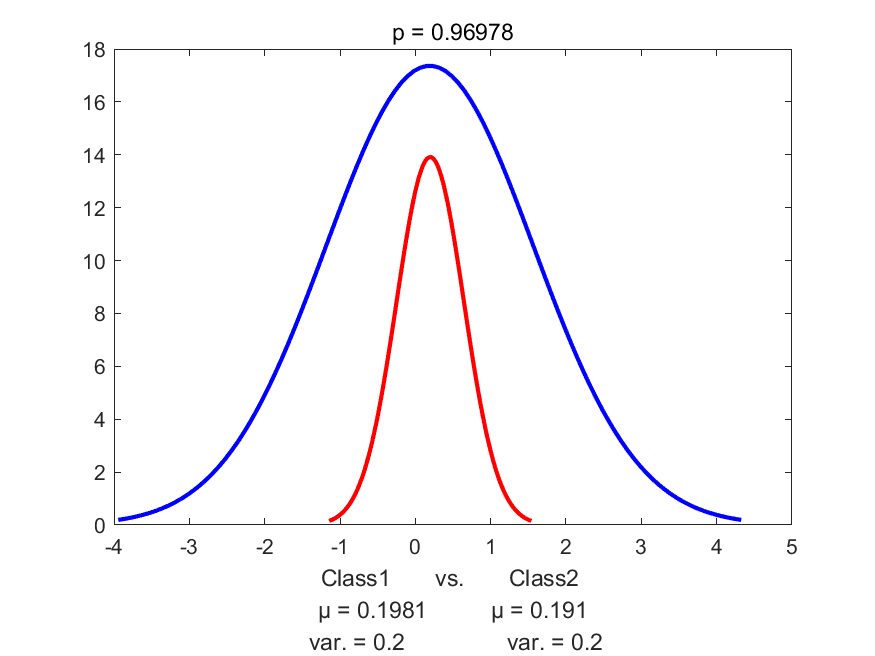 p = 0.96978
18
16
14
12
10
8
6
4
2
0
-4 -3 -2 -1 0 1 2 3 4 5
Class1 vs. Class2
μ = 0.1981 μ = 0.191
var. = 0.2 var. = 0.2